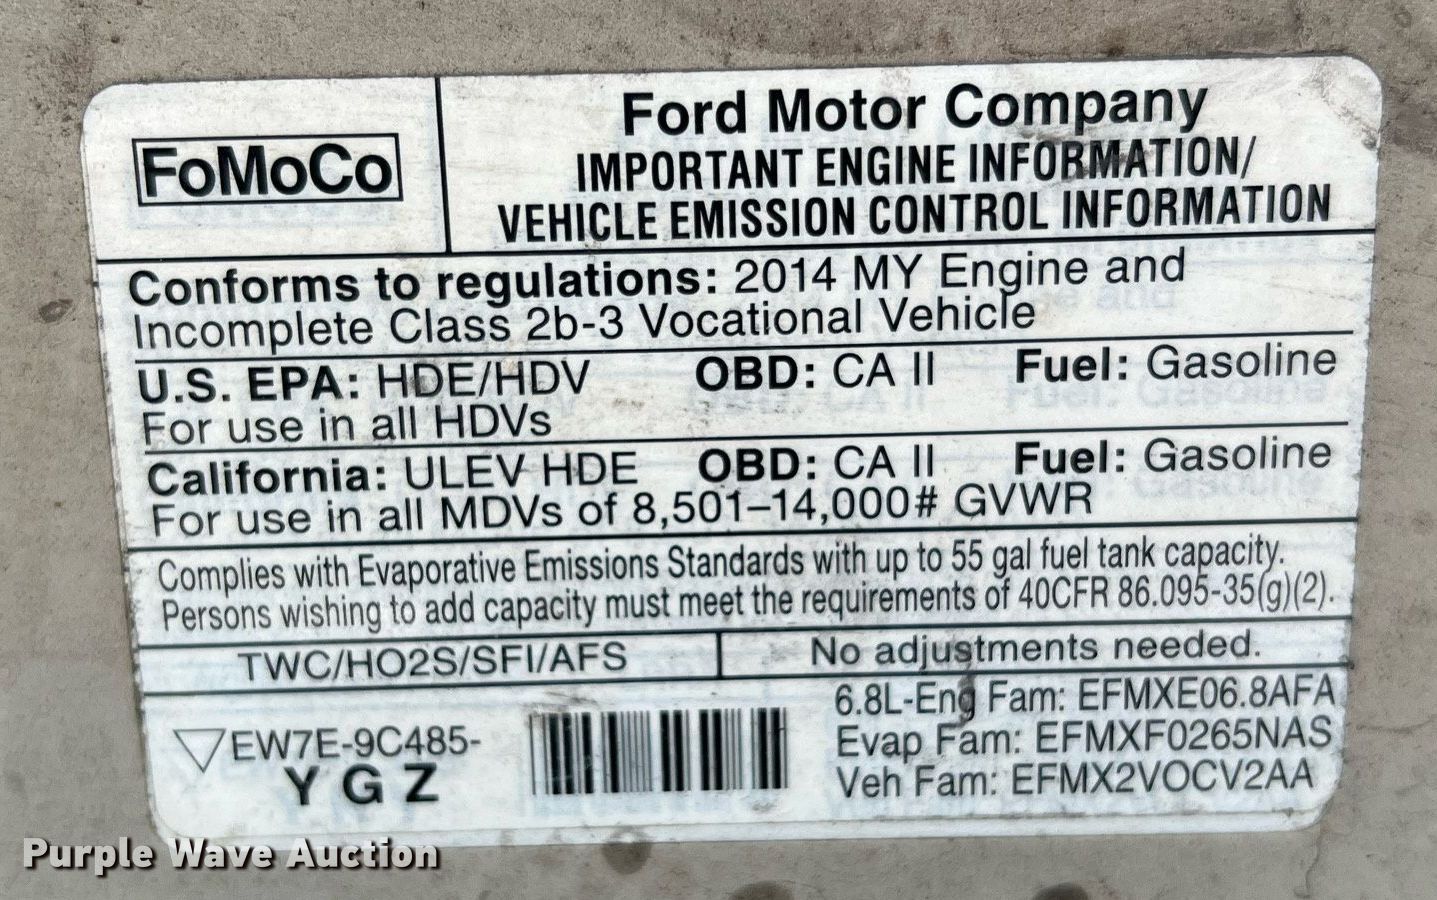 FoMoCo
Ford Motor Company
IMPORTANT ENGINE INFORMATION/
VEHICLE EMISSION CONTROL INFORMATION
Conforms to regulations: 2014 MY Engine and
Incomplete Class 2b-3 Vocational Vehicle
U.S. EPA: HDE/HDV OBD: CA II Fuel: Gasoline
For use in all HDVs
California: ULEV HDE OBD: CA II Fuel: Gasoline
For use in all MDVs of 8,501–14,000# GVWR
Complies with Evaporative Emissions Standards with up to 55 gal fuel tank capacity.
Persons wishing to add capacity must meet the requirements of 40CFR 86.095-35(g)(2).
TWC/HO2S/SFI/AFS
No adjustments needed.
EW7E-9C485-
Y G Z
6.8L-Eng Fam: EFMXE06.8AFA
Evap Fam: EFMXF0265NAS
Veh Fam: EFMX2VOCV2AA
Purple Wave Auction